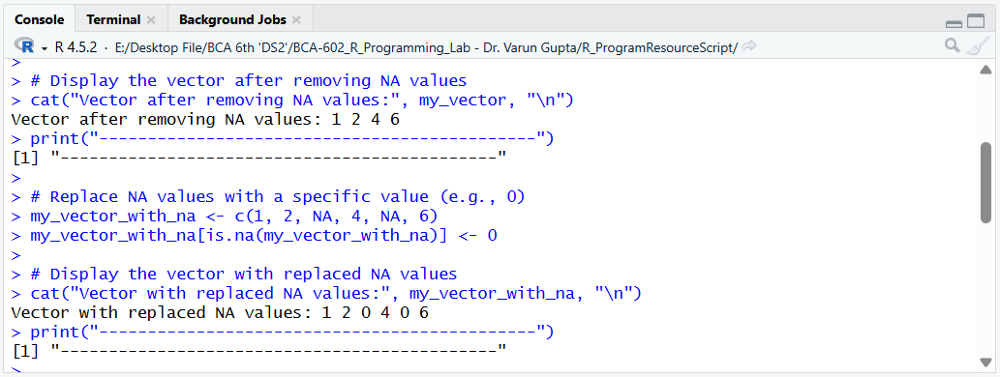 Console Terminal Background Jobs
R 4.5.2 · E:/Desktop File/BCA 6th 'DS2'/BCA-602_R_Programming_Lab - Dr. Varun Gupta/R_ProgramResourceScript/
>
> # Display the vector after removing NA values
> cat("Vector after removing NA values:", my_vector, "\n")
Vector after removing NA values: 1 2 4 6
> print("---------------------------------------------")
[1] "---------------------------------------------"
>
> # Replace NA values with a specific value (e.g., 0)
> my_vector_with_na <- c(1, 2, NA, 4, NA, 6)
> my_vector_with_na[is.na(my_vector_with_na)] <- 0
>
> # Display the vector with replaced NA values
> cat("Vector with replaced NA values:", my_vector_with_na, "\n")
Vector with replaced NA values: 1 2 0 4 0 6
> print("---------------------------------------------")
[1] "---------------------------------------------"
>